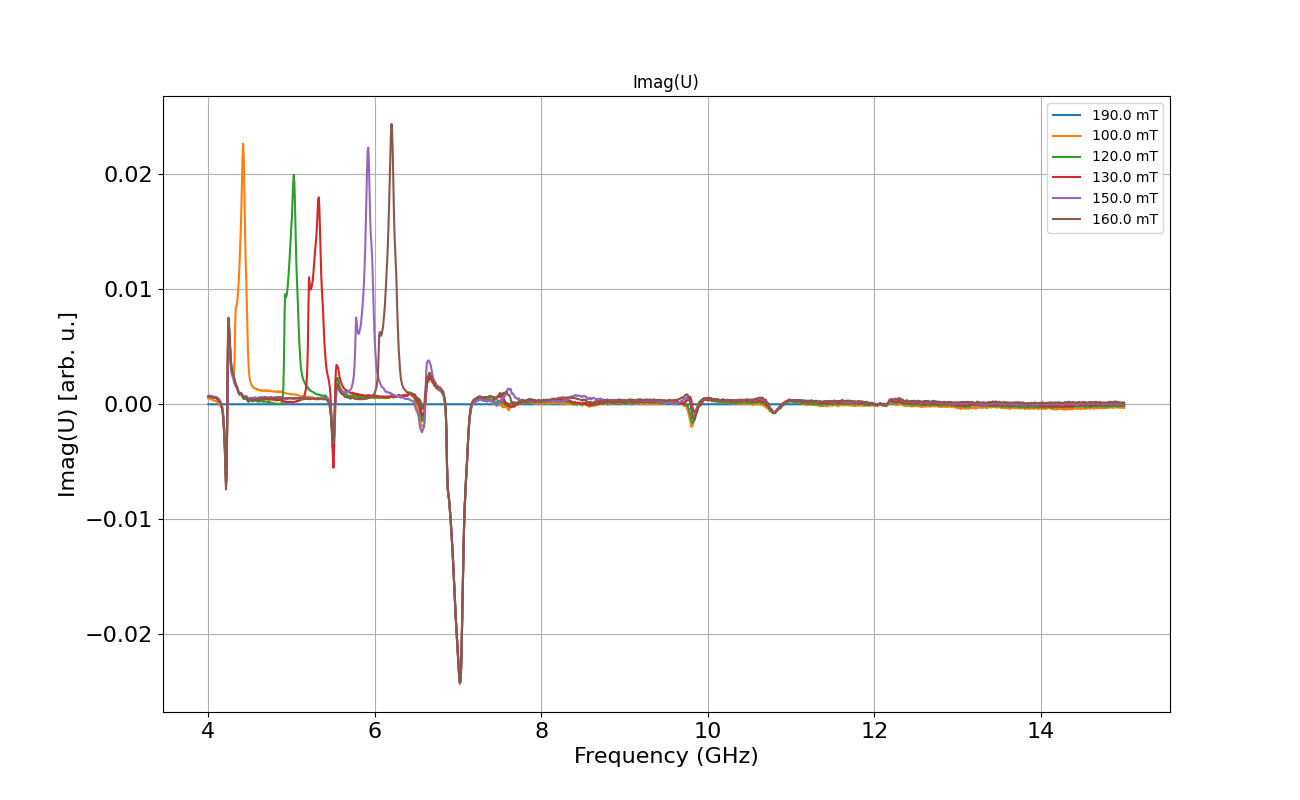 Imag(U)
190.0 mT
100.0 mT
120.0 mT
130.0 mT
150.0 mT
160.0 mT
0.02
0.01
0.00
−0.01
−0.02
Imag(U) [arb. u.]
4 6 8 10 12 14
Frequency (GHz)